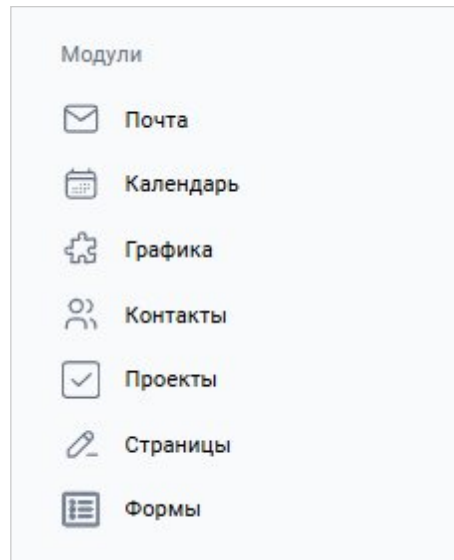 Модули
Почта
Календарь
Графика
Контакты
Проекты
Страницы
Формы